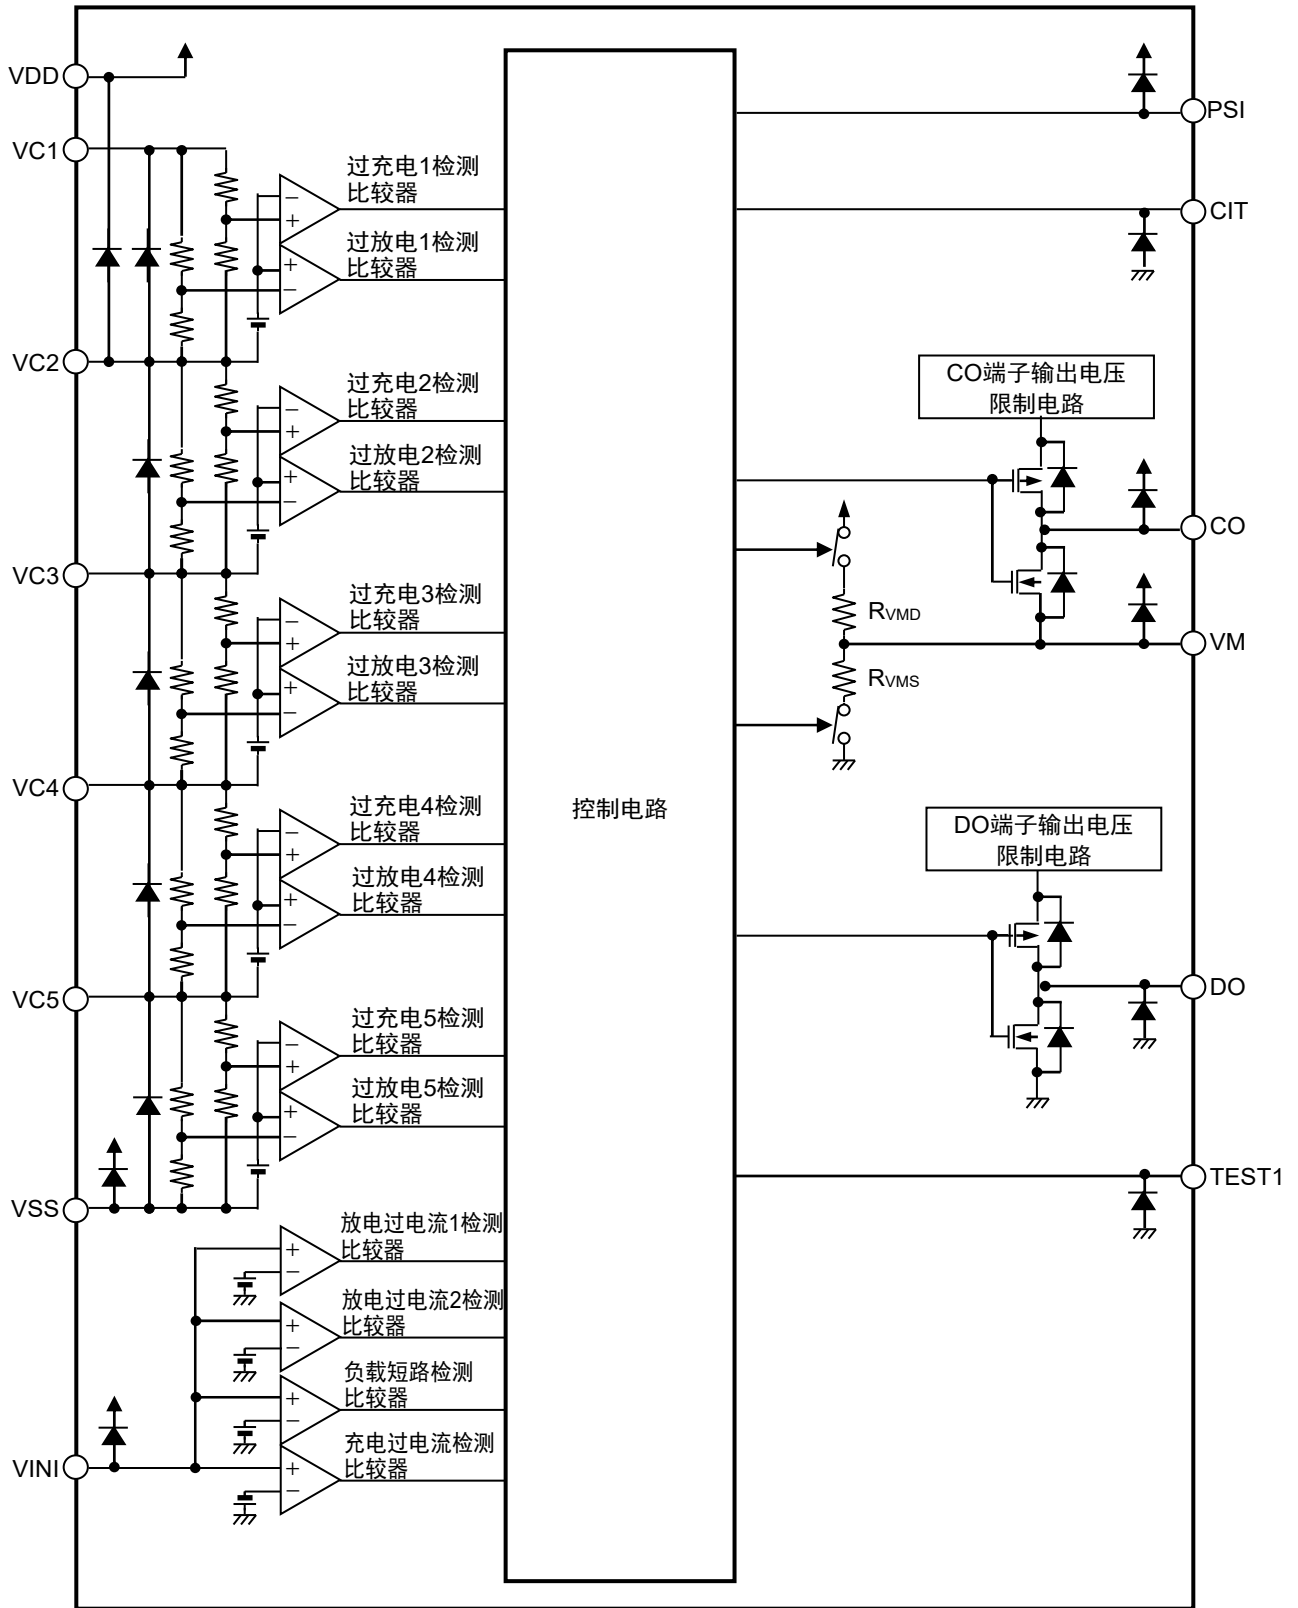 VDD
VC1
VC2
VC3
VC4
VC5
VSS
VINI
过充电1检测
比较器
过放电1检测
比较器
过充电2检测
比较器
过放电2检测
比较器
过充电3检测
比较器
过放电3检测
比较器
过充电4检测
比较器
过放电4检测
比较器
过充电5检测
比较器
过放电5检测
比较器
放电过电流1检测
比较器
放电过电流2检测
比较器
负载短路检测
比较器
充电过电流检测
比较器
控制电路
CO端子输出电压
限制电路
RVMD
RVMS
DO端子输出电压
限制电路
PSI
CIT
CO
VM
DO
TEST1